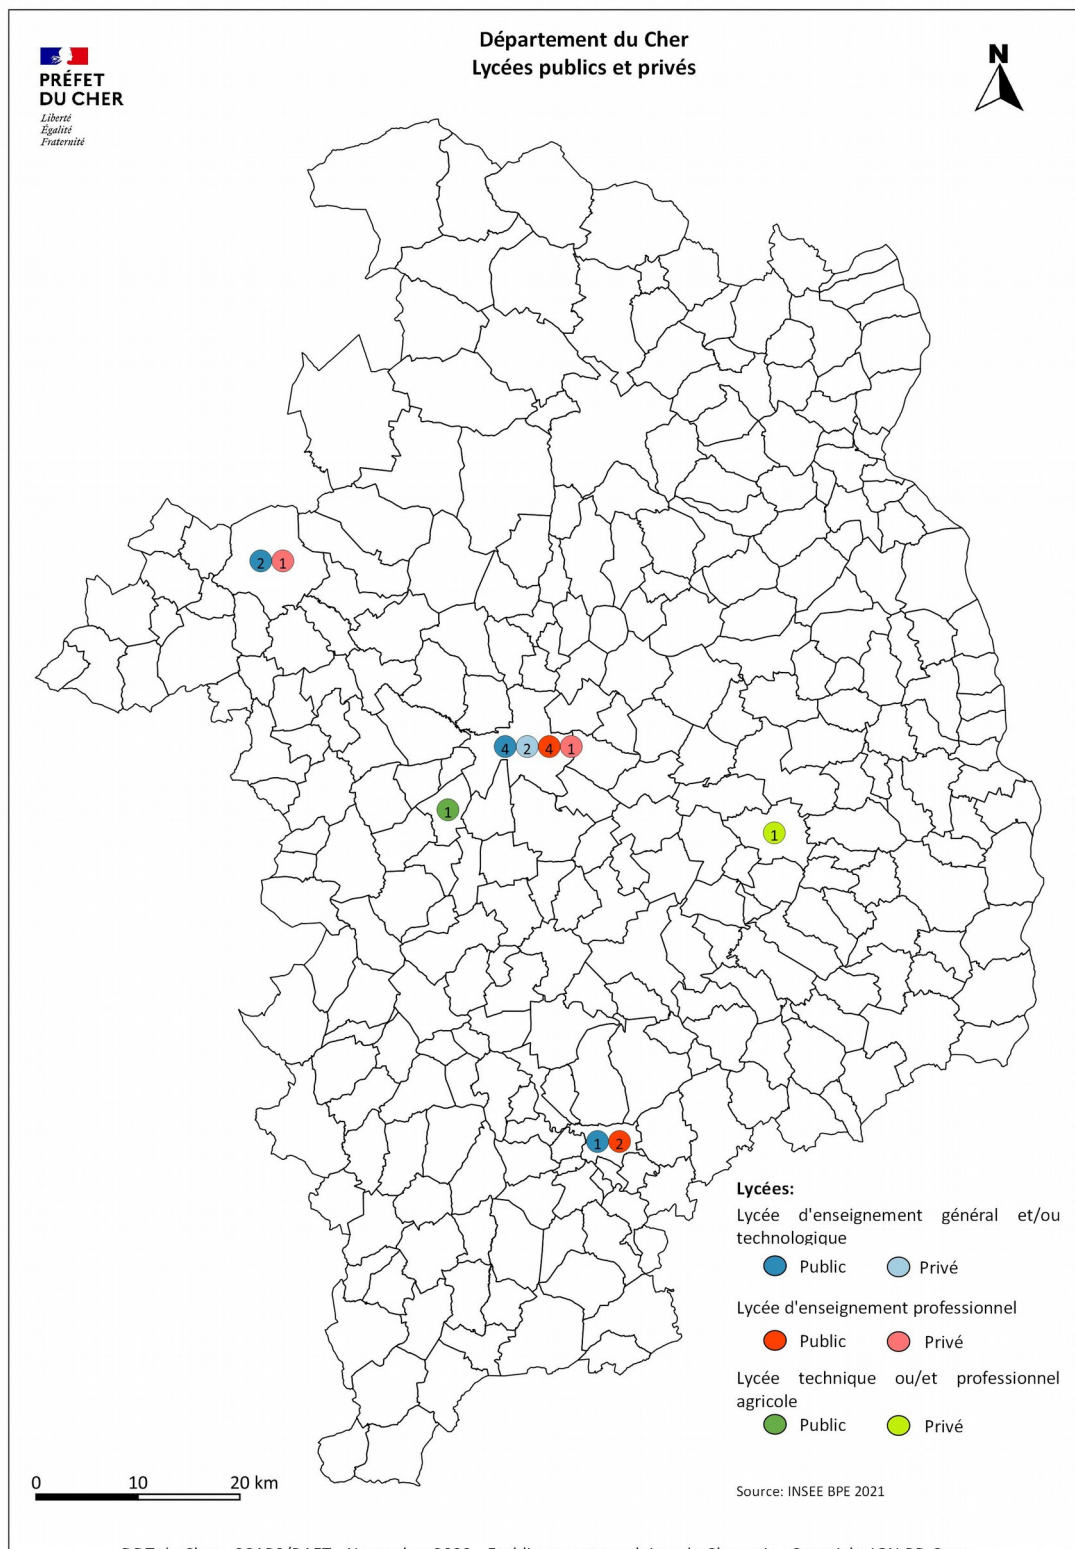 Département du Cher
Lycées publics et privés
N
PRÉFET
DU CHER
Liberté
Égalité
Fraternité
2 1
4 2 4 1
1
1
1 2
Lycées:
Lycée d'enseignement général et/ou
technologique
Public Privé
Lycée d'enseignement professionnel
Public Privé
Lycée technique ou/et professionnel
agricole
Public Privé
0 10 20 km
Source: INSEE BPE 2021